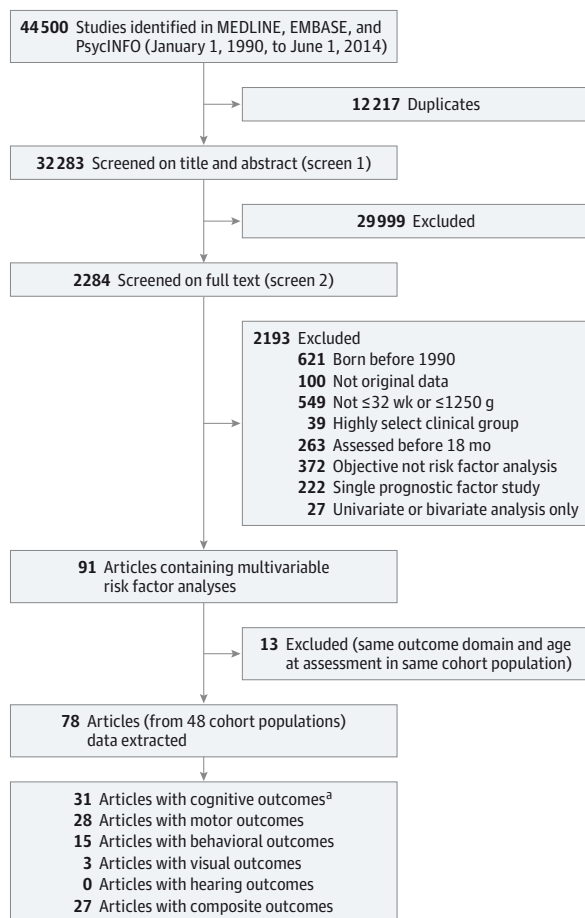 44500 Studies identified in MEDLINE, EMBASE, and
PsycINFO (January 1, 1990, to June 1, 2014)
12217 Duplicates
32283 Screened on title and abstract (screen 1)
29999 Excluded
2284 Screened on full text (screen 2)
2193 Excluded
621 Born before 1990
100 Not original data
549 Not ≤32 wk or ≤1250 g
39 Highly select clinical group
263 Assessed before 18 mo
372 Objective not risk factor analysis
222 Single prognostic factor study
27 Univariate or bivariate analysis only
91 Articles containing multivariable
risk factor analyses
13 Excluded (same outcome domain and age
at assessment in same cohort population)
78 Articles (from 48 cohort populations)
data extracted
31 Articles with cognitive outcomesa
28 Articles with motor outcomes
15 Articles with behavioral outcomes
3 Articles with visual outcomes
0 Articles with hearing outcomes
27 Articles with composite outcomes